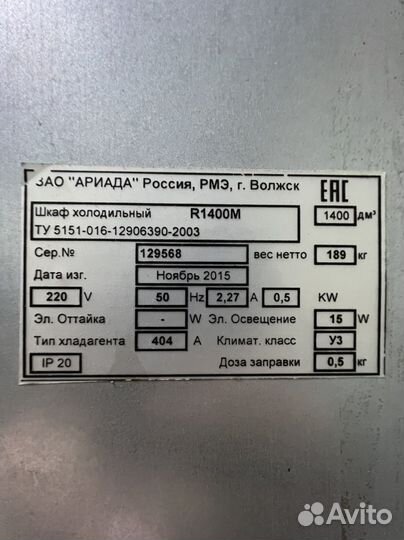 ЗАО "АРИАДА" Россия, РМЭ, г. Волжск EAC
Шкаф холодильный R1400M 1400 дм³
ТУ 5151-016-12906390-2003
Сер.№ 129568 вес нетто 189 кг
Дата изг. Ноябрь 2015
220 V 50 Hz 2,27 A 0,5 KW
Эл. Оттайка - W Эл. Освещение 15 W
Тип хладагента 404 A Климат. класс У3
IP 20 Доза заправки 0,5 кг
Avito